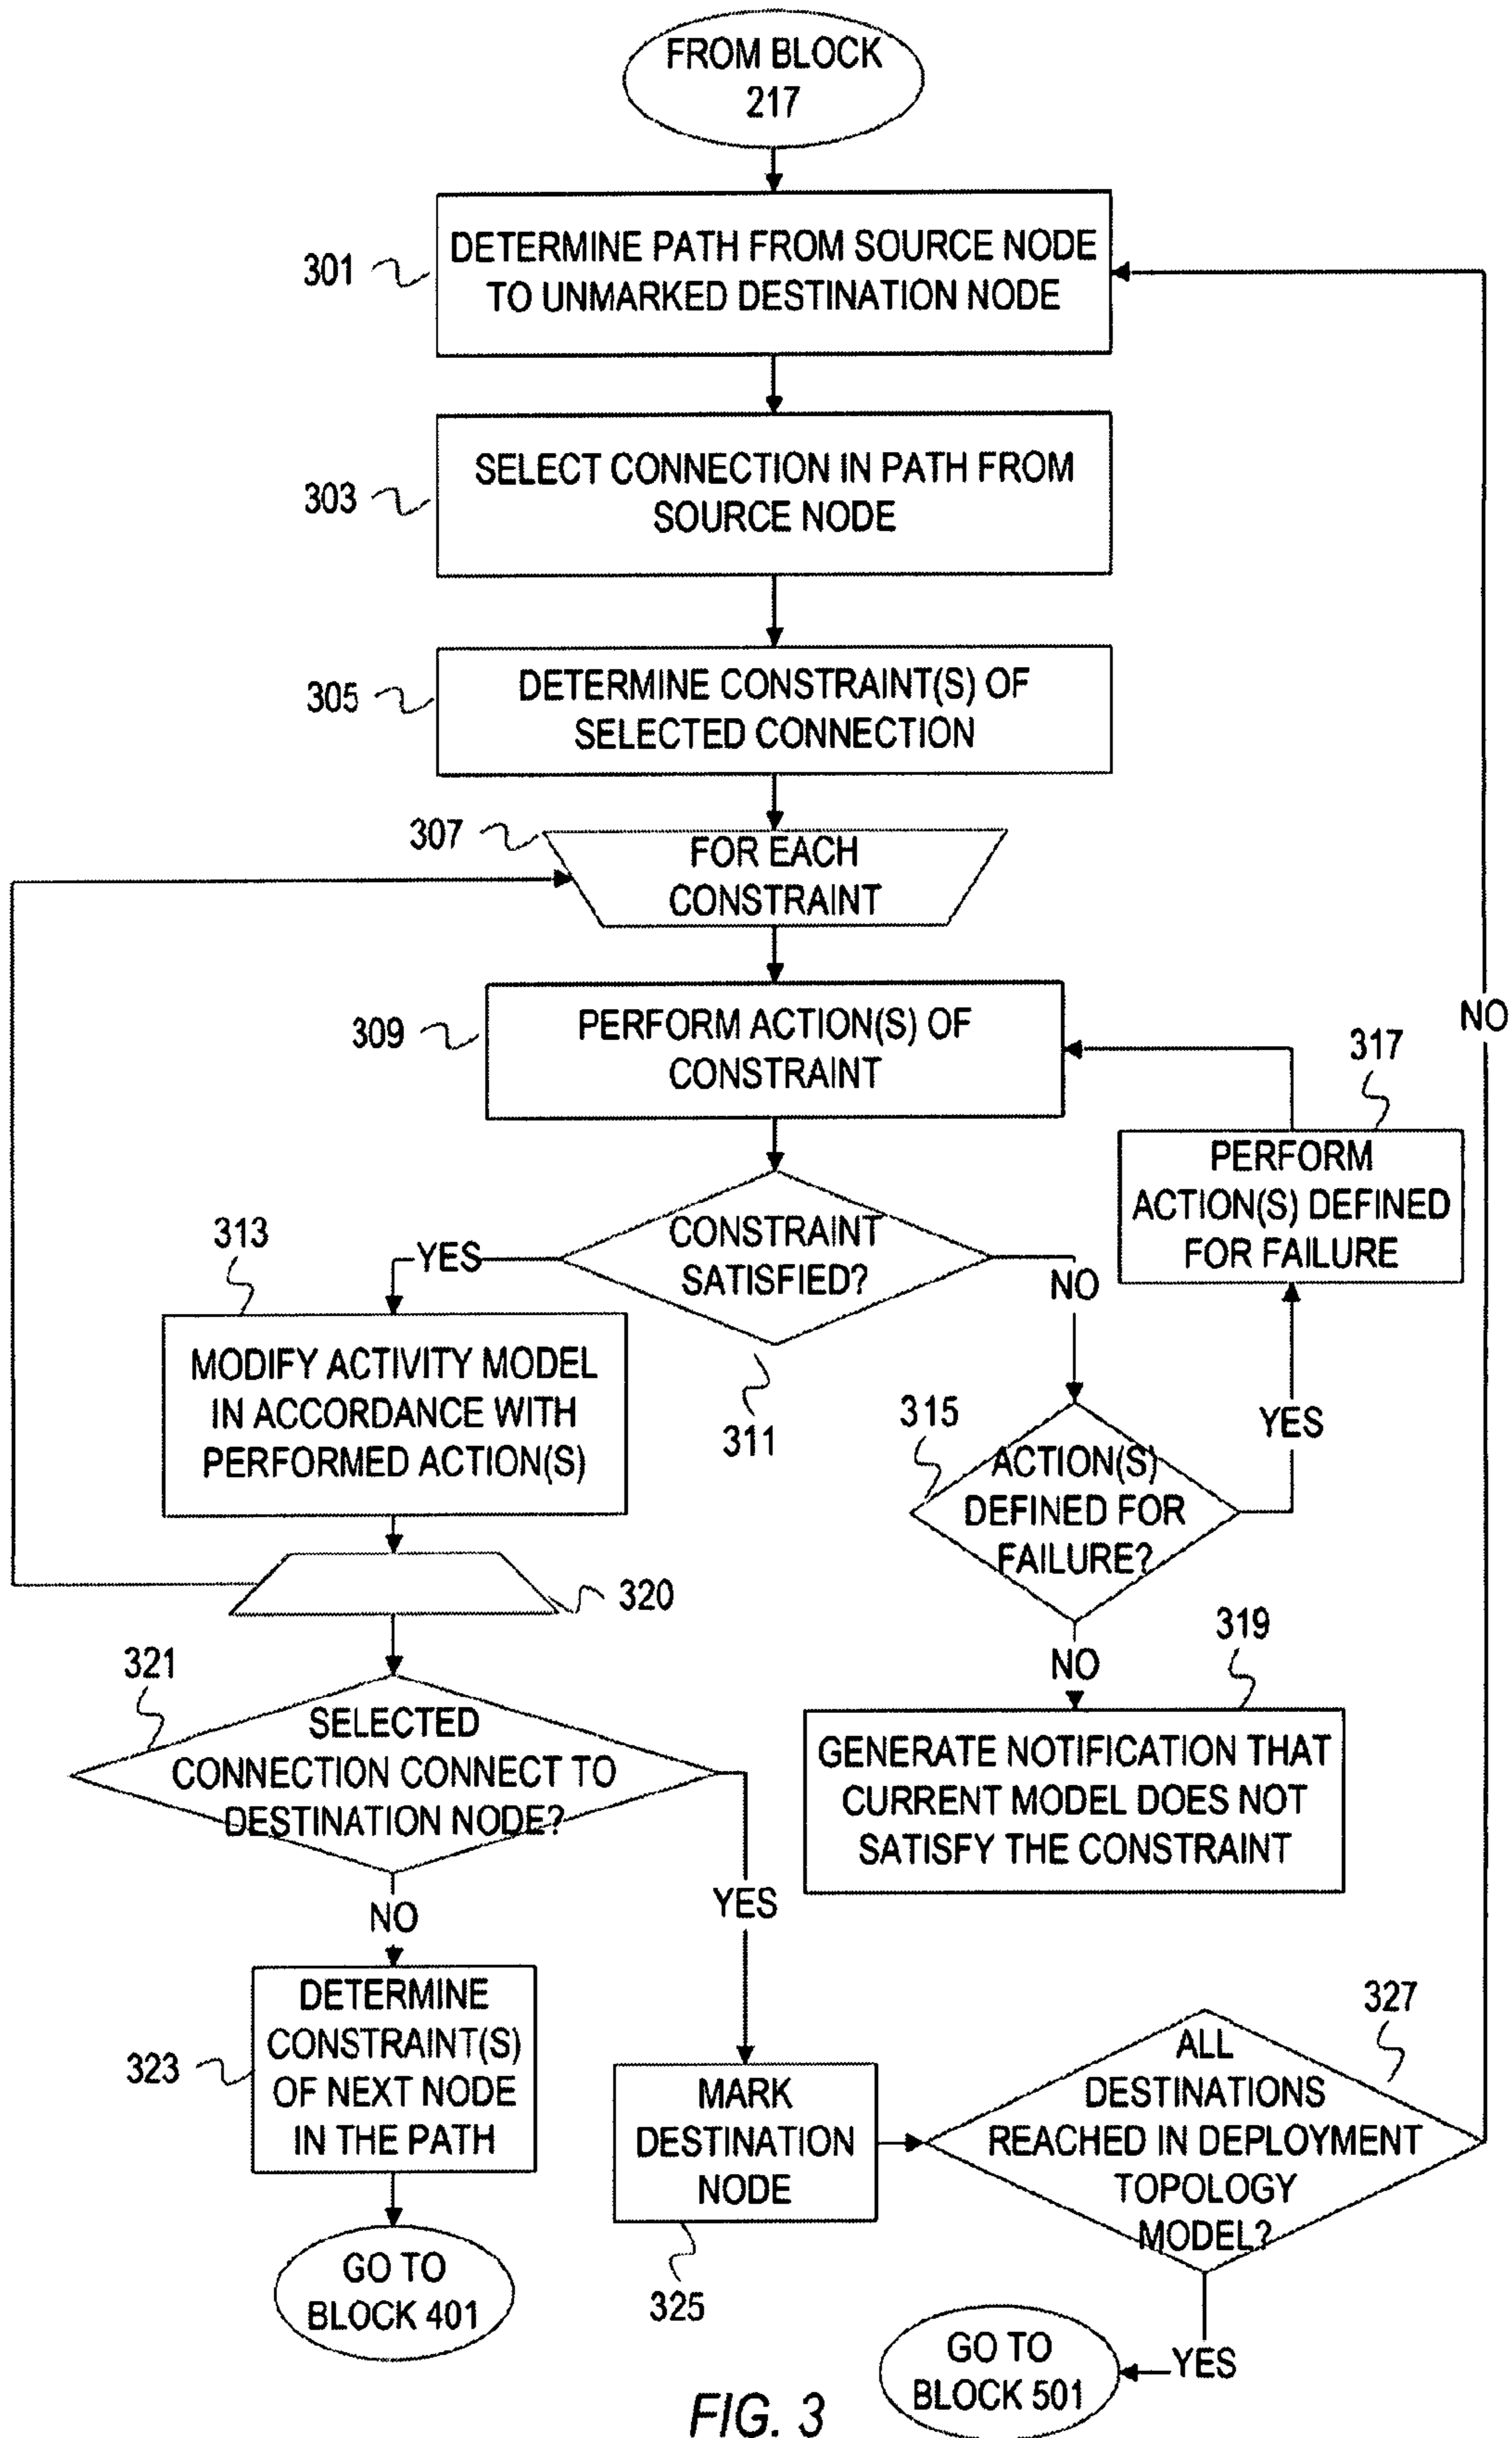 FROM BLOCK
217
301
DETERMINE PATH FROM SOURCE NODE
TO UNMARKED DESTINATION NODE
303
SELECT CONNECTION IN PATH FROM
SOURCE NODE
305
DETERMINE CONSTRAINT(S) OF
SELECTED CONNECTION
307
FOR EACH
CONSTRAINT
309
PERFORM ACTION(S) OF
CONSTRAINT
NO
317
PERFORM
ACTION(S) DEFINED
FOR FAILURE
313
YES
CONSTRAINT
SATISFIED?
NO
311
MODIFY ACTIVITY MODEL
IN ACCORDANCE WITH
PERFORMED ACTION(S)
315
YES
ACTION(S)
DEFINED FOR
FAILURE?
320
NO
319
321
SELECTED
CONNECTION CONNECT TO
DESTINATION NODE?
GENERATE NOTIFICATION THAT
CURRENT MODEL DOES NOT
SATISFY THE CONSTRAINT
NO
YES
323
DETERMINE
CONSTRAINT(S)
OF NEXT NODE
IN THE PATH
327
MARK
DESTINATION
NODE
325
ALL
DESTINATIONS
REACHED IN DEPLOYMENT
TOPOLOGY
MODEL?
GO TO
BLOCK 401
YES
GO TO
BLOCK 501
FIG. 3